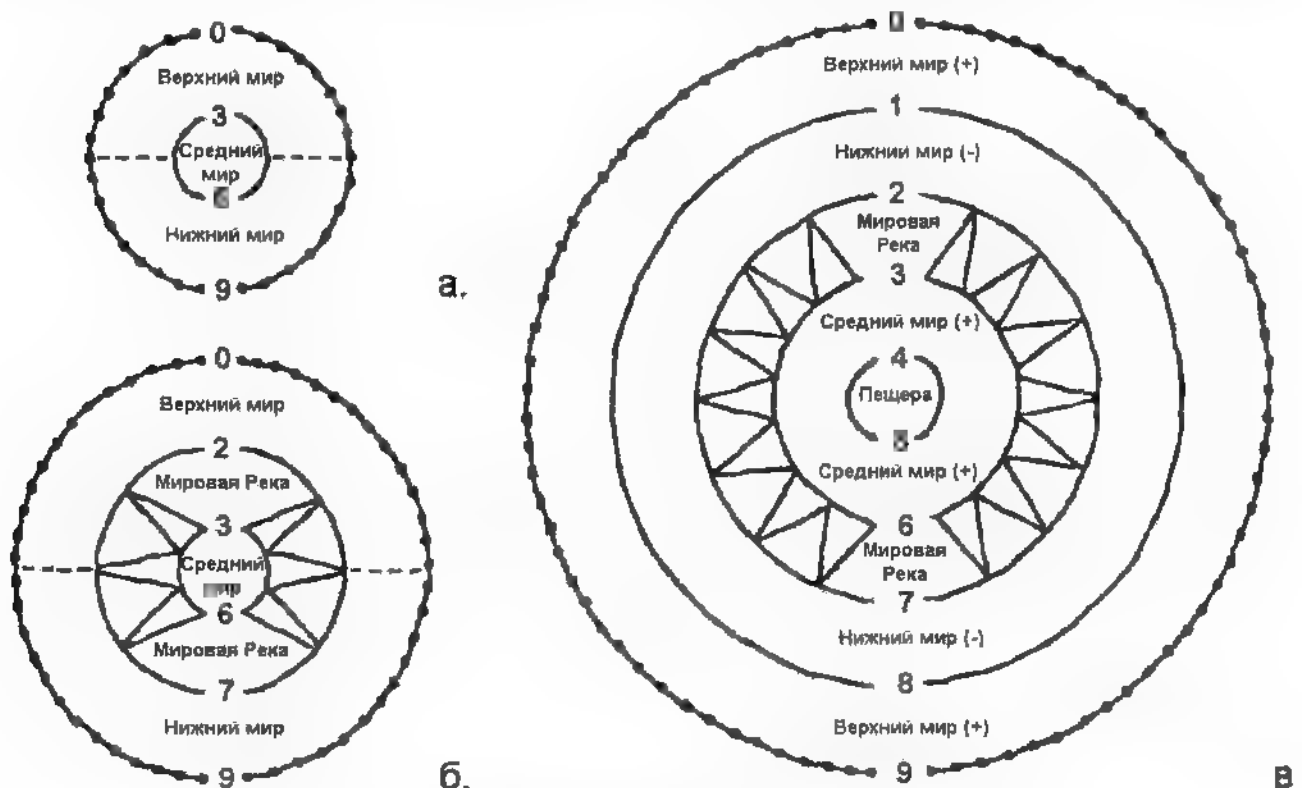 0
Верхний мир
3
Средний
мир
Нижний мир
9
а.
0
Верхний мир
2
Мировая Река
3
Средний
6
Мировая Река
7
Нижний мир
9
б.
Верхний мир (+)
1
Нижний мир (-)
2
Мировая
Река
3
Средний мир (+)
4
Пещера
Средний мир (+)
6
Мировая
Река
7
Нижний мир (-)
8
Верхний мир (+)
9
в